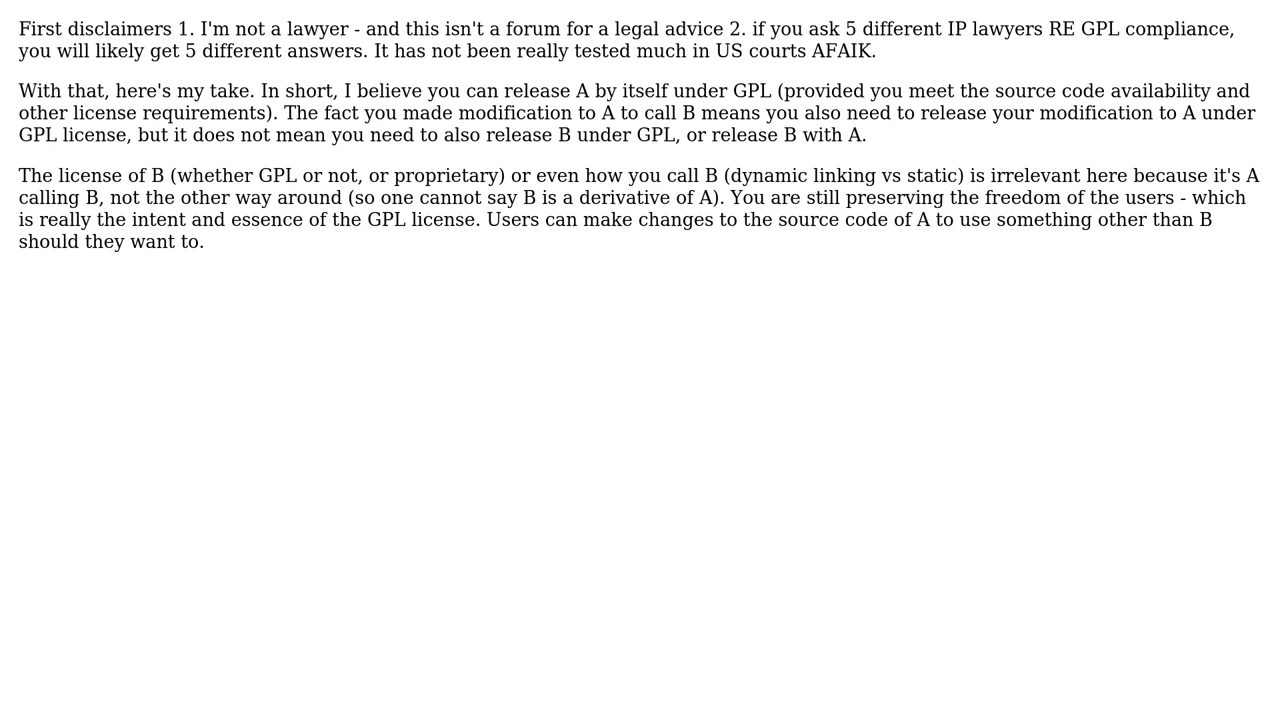 First disclaimers 1. I'm not a lawyer - and this isn't a forum for a legal advice 2. if you ask 5 different IP lawyers RE GPL compliance,
you will likely get 5 different answers. It has not been really tested much in US courts AFAIK.
With that, here's my take. In short, I believe you can release A by itself under GPL (provided you meet the source code availability and
other license requirements). The fact you made modification to A to call B means you also need to release your modification to A under
GPL license, but it does not mean you need to also release B under GPL, or release B with A.
The license of B (whether GPL or not, or proprietary) or even how you call B (dynamic linking vs static) is irrelevant here because it's A
calling B, not the other way around (so one cannot say B is a derivative of A). You are still preserving the freedom of the users - which
is really the intent and essence of the GPL license. Users can make changes to the source code of A to use something other than B
should they want to.